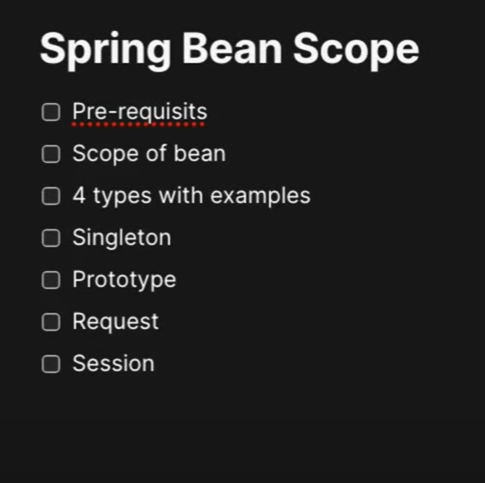 Spring Bean Scope
Pre-requisits
Scope of bean
4 types with examples
Singleton
Prototype
Request
Session